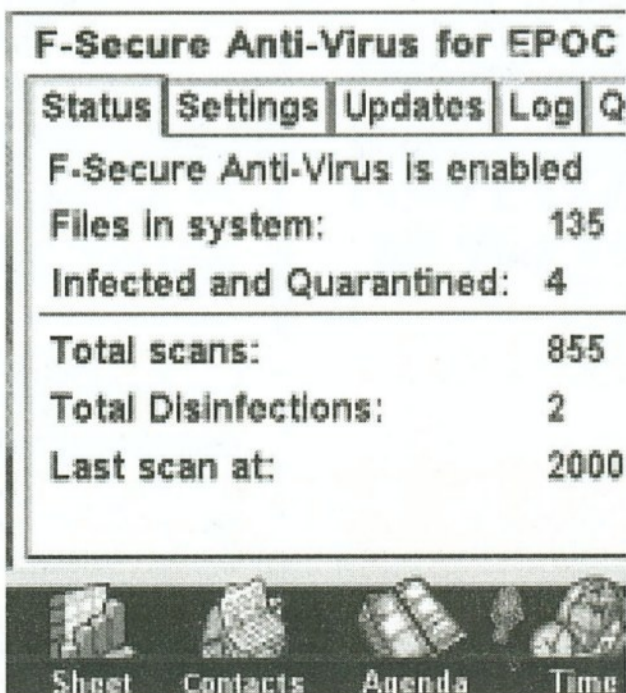 F-Secure Anti-Virus for EPOC
Status Settings Updates Log Q
F-Secure Anti-Virus is enabled
Files in system: 135
Infected and Quarantined: 4
Total scans: 855
Total Disinfections: 2
Last scan at: 2000
Sheet Contacts Agenda Time